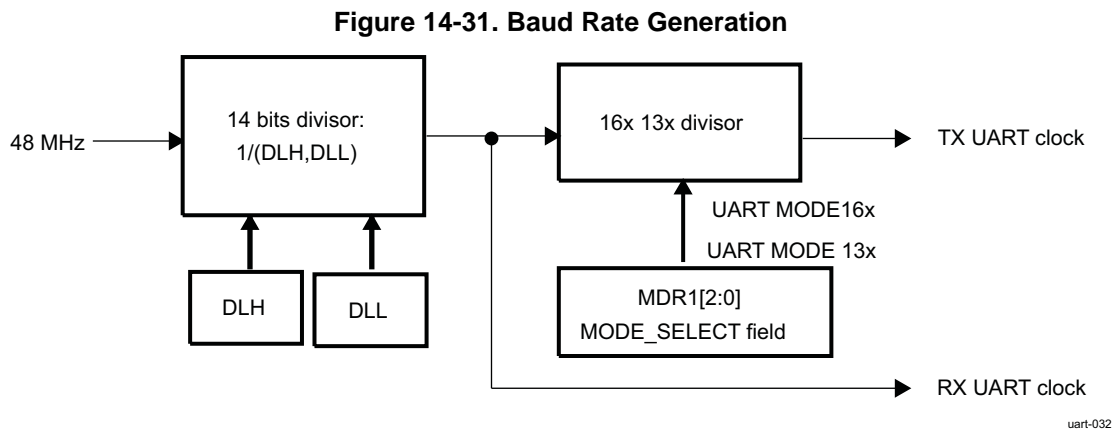 Figure 14-31. Baud Rate Generation
14 bits divisor:
1/(DLH,DLL)
16x 13x divisor
48 MHz
TX UART clock
UART MODE16x
UART MODE 13x
DLH
DLL
MDR1[2:0]
MODE_SELECT field
RX UART clock
uart-032